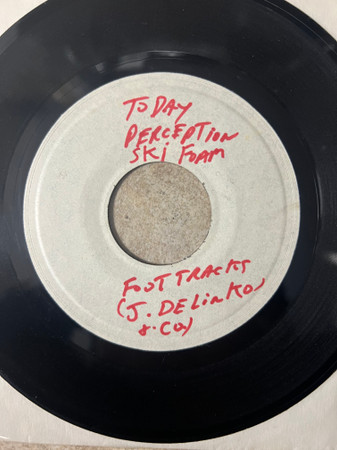 TODAY
PERCEPTION
SKI FOAM
FOOT TRACKS
(J. DELINKO
& CO)